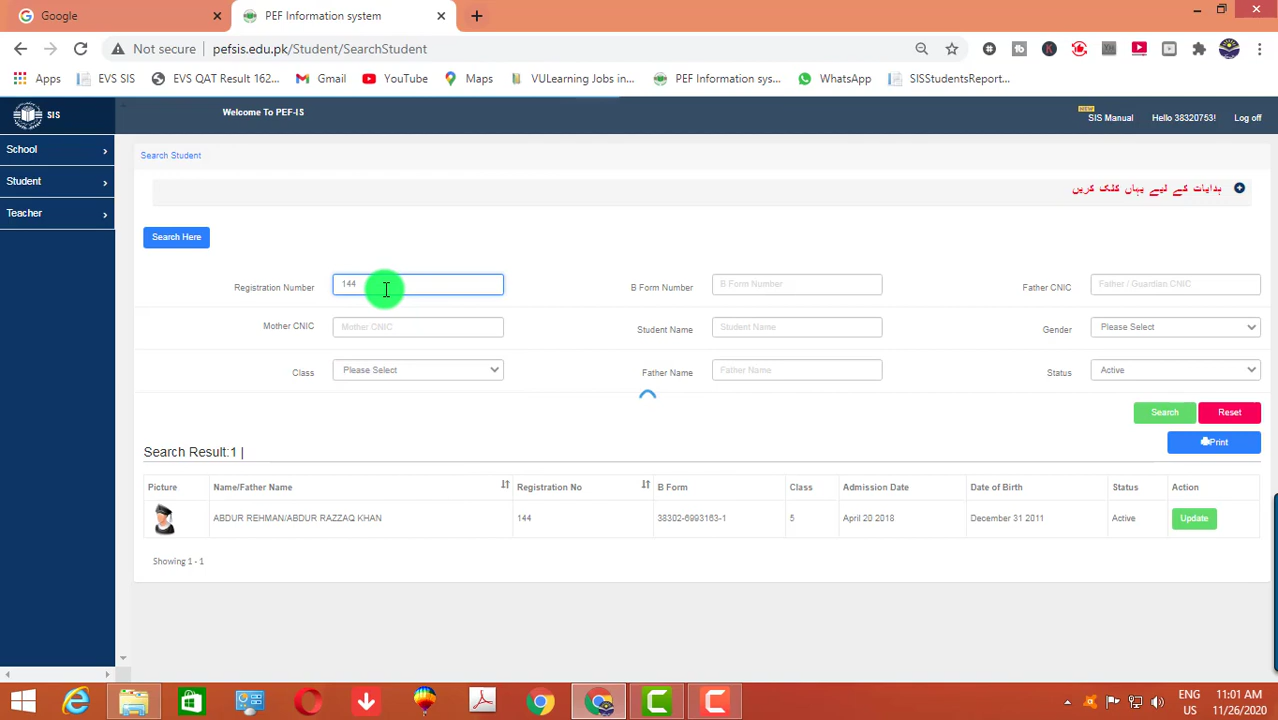 Google
PEF Information system
Not secure
pefsis.edu.pk/Student/SearchStudent
Apps
EVS SIS
EVS QAT Result 162...
Gmail
YouTube
Maps
VULearning Jobs in...
PEF Information sys...
WhatsApp
SISStudentsReport...
SIS
Welcome To PEF-IS
NEW
SIS Manual
Hello 38320753!
Log off
School
Student
Teacher
Search Student
ہدایات کے لیے یہاں کلک کریں
Search Here
Registration Number
144
B Form Number
B Form Number
Father CNIC
Father / Guardian CNIC
Mother CNIC
Mother CNIC
Student Name
Student Name
Gender
Please Select
Class
Please Select
Father Name
Father Name
Status
Active
Search
Reset
Print
Search Result:1 |
Picture Name/Father Name Registration No B Form Class Admission Date Date of Birth Status Action
ABDUR REHMAN/ABDUR RAZZAQ KHAN 144 38302-6993163-1 5 April 20 2018 December 31 2011 Active Update
Showing 1 - 1
ENG 11:01 AM
US 11/26/2020